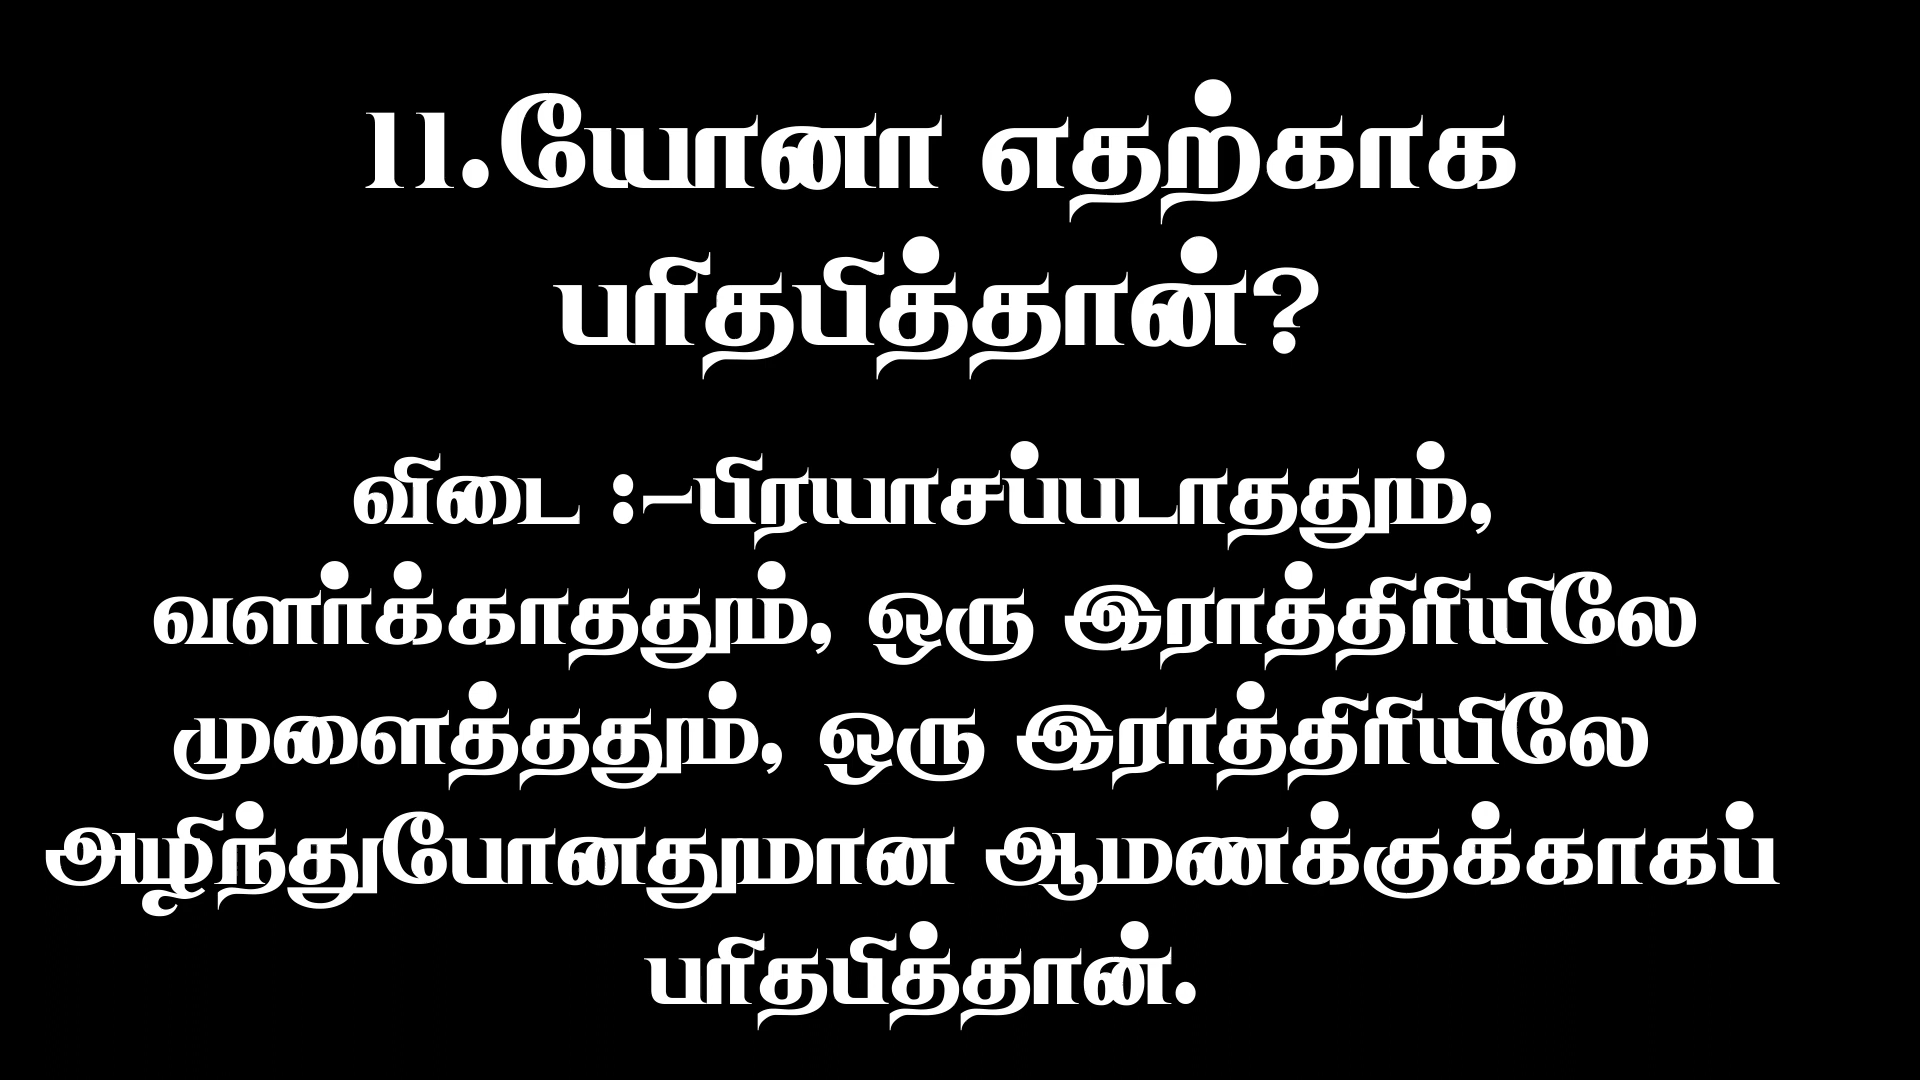 11.யோனா எதற்காக
பரிதபித்தான்?
விடை :-பிரயாசப்படாததும்,
வளர்க்காததும், ஒரு இராத்திரியிலே
முளைத்ததும், ஒரு இராத்திரியிலே
அழிந்துபோனதுமான ஆமணக்குக்காகப்
பரிதபித்தான்.